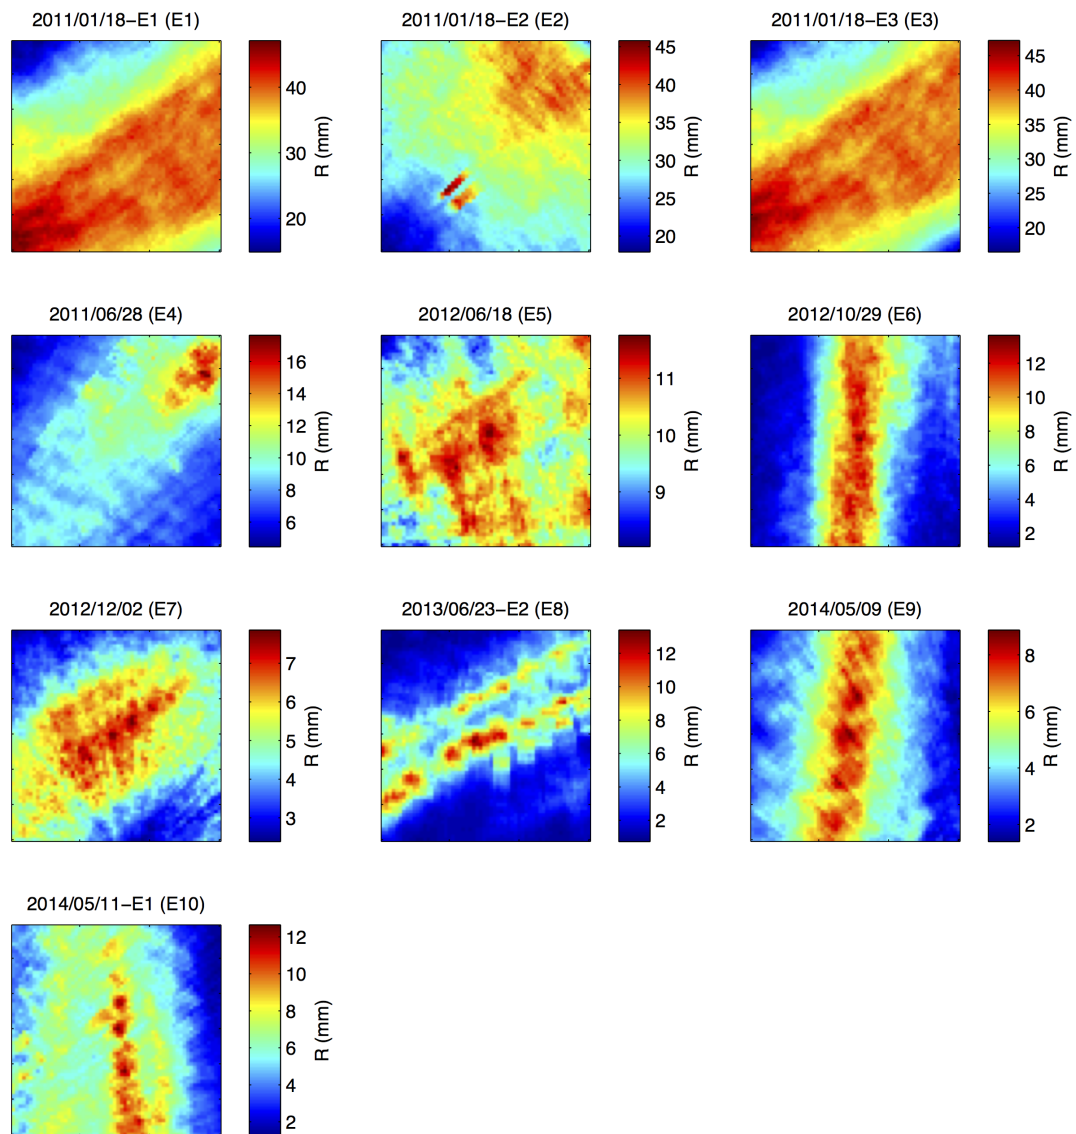 2011/01/18−E1 (E1)
40
30
20
R (mm)
2011/01/18−E2 (E2)
45
40
35
30
25
20
R (mm)
2011/01/18−E3 (E3)
45
40
35
30
25
20
R (mm)
2011/06/28 (E4)
16
14
12
10
8
6
R (mm)
2012/06/18 (E5)
11
10
9
R (mm)
2012/10/29 (E6)
12
10
8
6
4
2
R (mm)
2012/12/02 (E7)
7
6
5
4
3
R (mm)
2013/06/23−E2 (E8)
12
10
8
6
4
2
R (mm)
2014/05/09 (E9)
8
6
4
2
R (mm)
2014/05/11−E1 (E10)
12
10
8
6
4
2
R (mm)